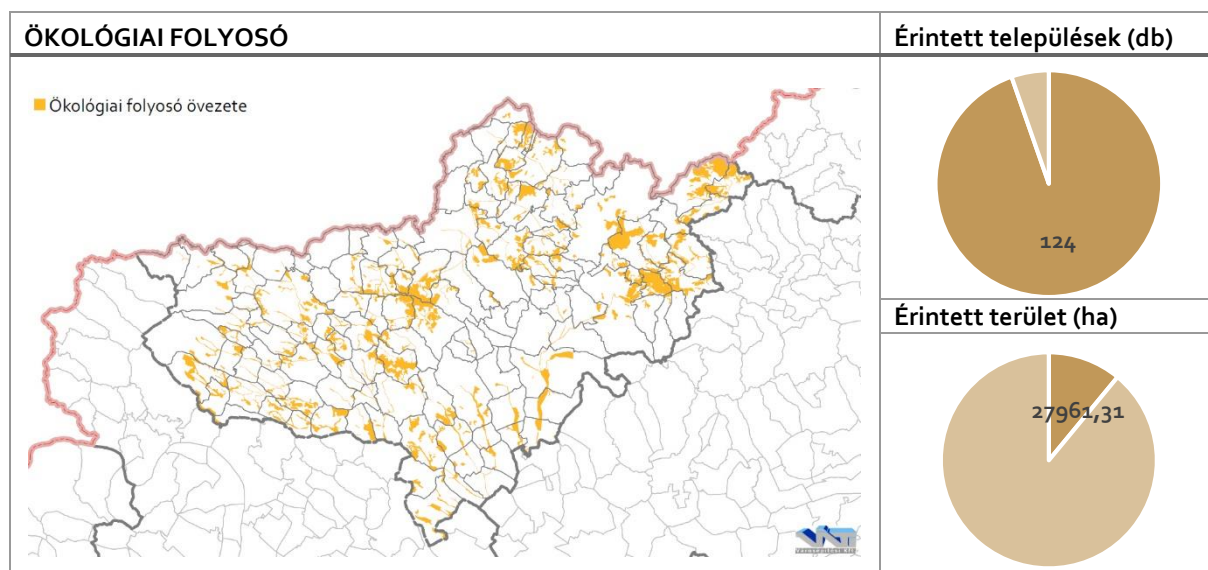 ÖKOLÓGIAI FOLYOSÓ
Érintett települések (db)
Ökológiai folyosó övezete
124
Érintett terület (ha)
27961,31